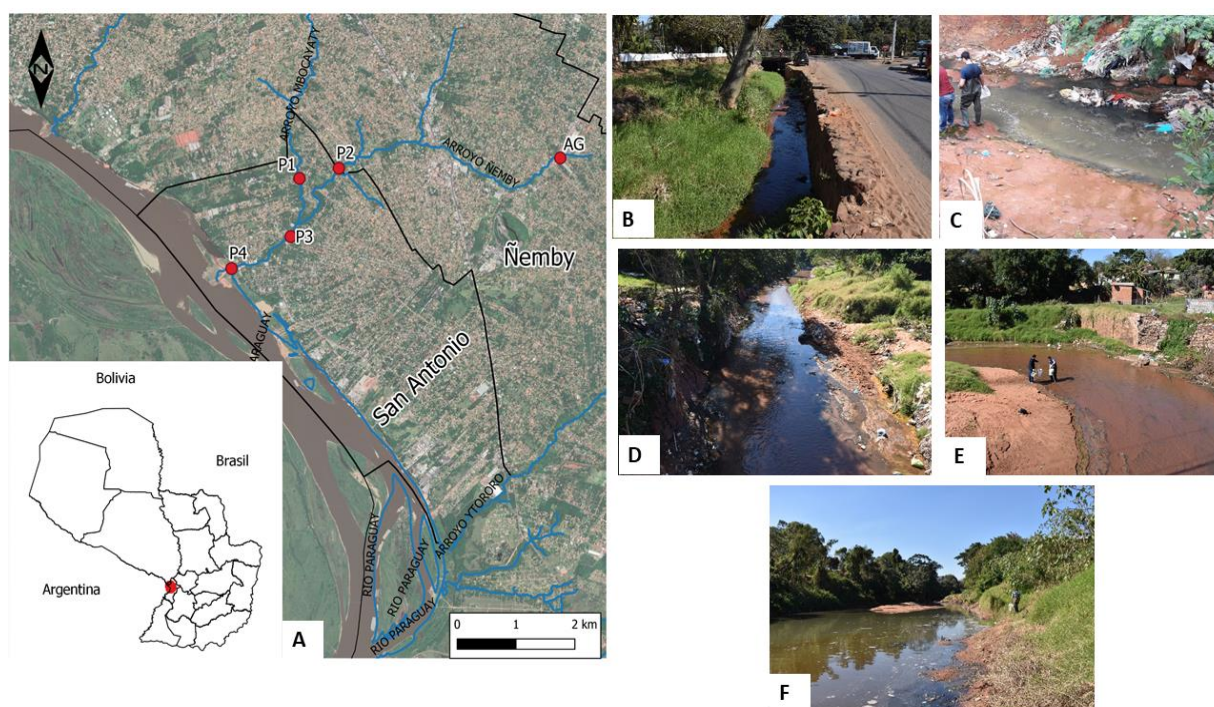 N
ARROYO MBOCAYATY
P1
P2
AG
ARROYO ÑEMBY
P3
P4
Ñemby
ARAGUAY
San Antonio
Bolivia
Brasil
Argentina
ARROYO YTORORO
RIO PARAGUAY
RIO PARAGUAY
RIO PARAGUAY
0 1 2 km
A
B
C
D
E
F